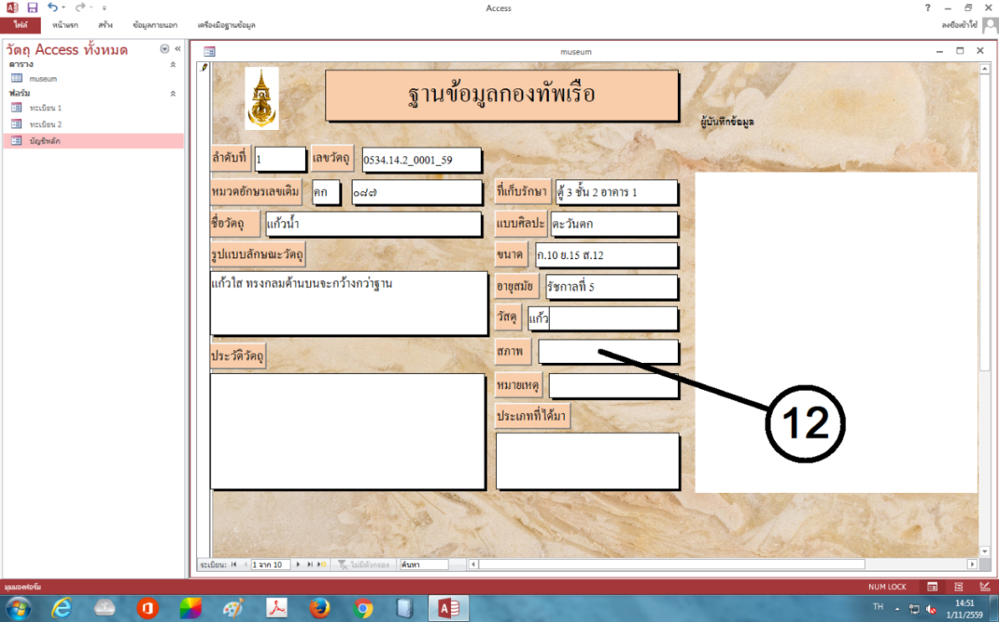 Access
ไฟล์ หน้าแรก สร้าง ข้อมูลภายนอก เครื่องมือฐานข้อมูล
ลงชื่อเข้าใช้
วัตถุ Access ทั้งหมด
ตาราง
museum
ฟอร์ม
ทะเบียน 1
ทะเบียน 2
บัญชีหลัก
museum
ฐานข้อมูลกองทัพเรือ
ผู้บันทึกข้อมูล
ลำดับที่ 1 เลขวัตถุ 0534.14.2_0001_59
หมวดอักษรเลขเดิม คก ๐๘๗ ที่เก็บรักษา ตู้ 3 ชั้น 2 อาคาร 1
ชื่อวัตถุ แก้วน้ำ แบบศิลปะ ตะวันตก
รูปแบบลักษณะวัตถุ ขนาด ก.10 ย.15 ส.12
แก้วใส ทรงกลมด้านบนจะกว้างกว่าฐาน อายุสมัย รัชกาลที่ 5
วัสดุ แก้ว
ประวัติวัตถุ สภาพ
หมายเหตุ
ประเภทที่ได้มา
12
ระเบียน: 1 จาก 10 ไม่มีตัวกรอง ค้นหา
มุมมองฟอร์ม NUM LOCK
TH 14:51
1/11/2559